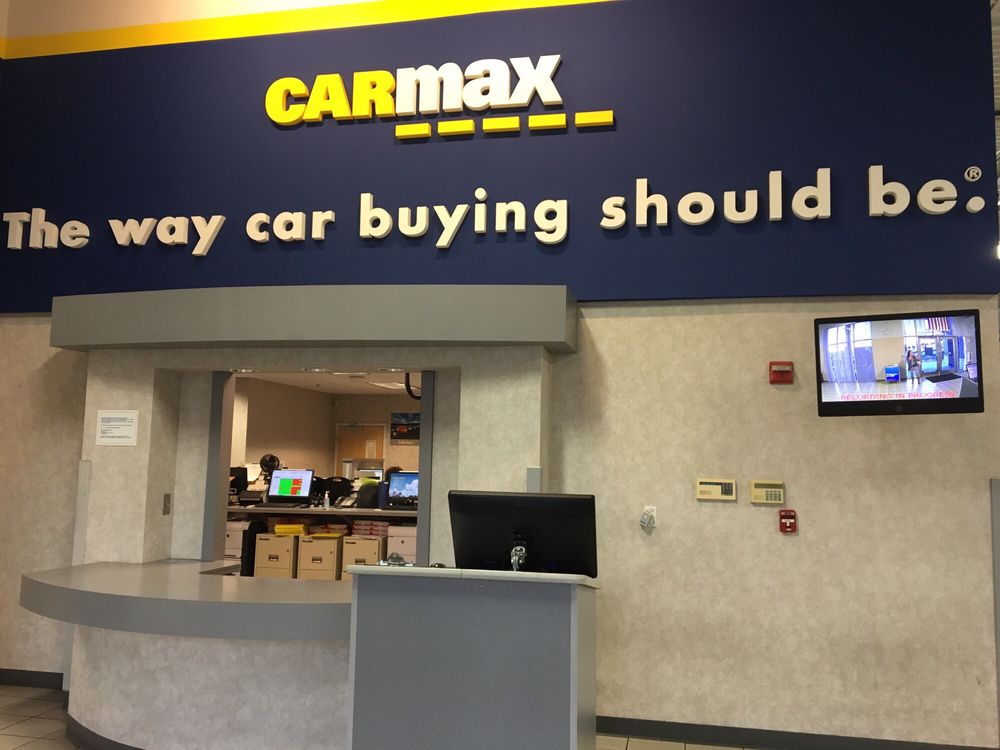 CARmax
The way car buying should be.®
RECORDING IN PROGRESS